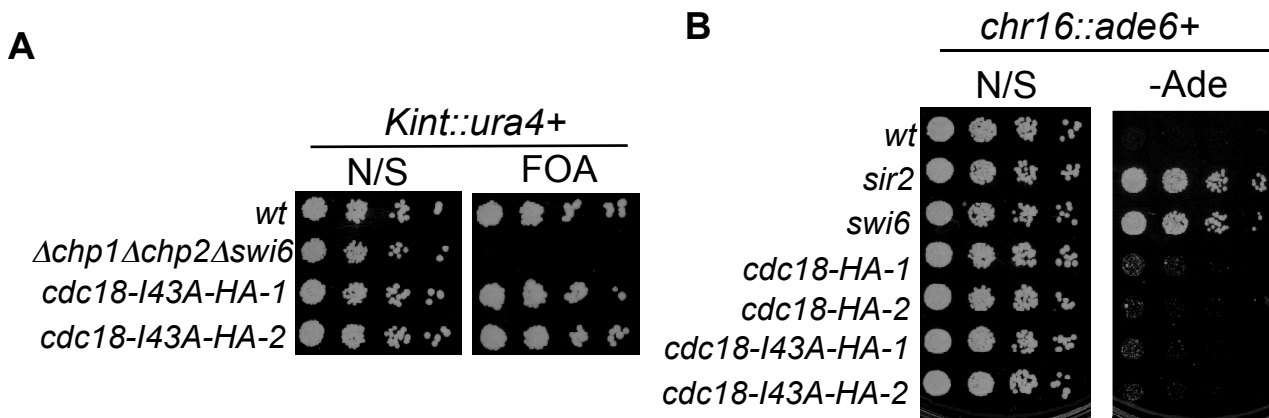 A
Kint::ura4+
N/S FOA
wt
Δchp1Δchp2Δswi6
cdc18-I43A-HA-1
cdc18-I43A-HA-2
B
chr16::ade6+
N/S -Ade
wt
sir2
swi6
cdc18-HA-1
cdc18-HA-2
cdc18-I43A-HA-1
cdc18-I43A-HA-2